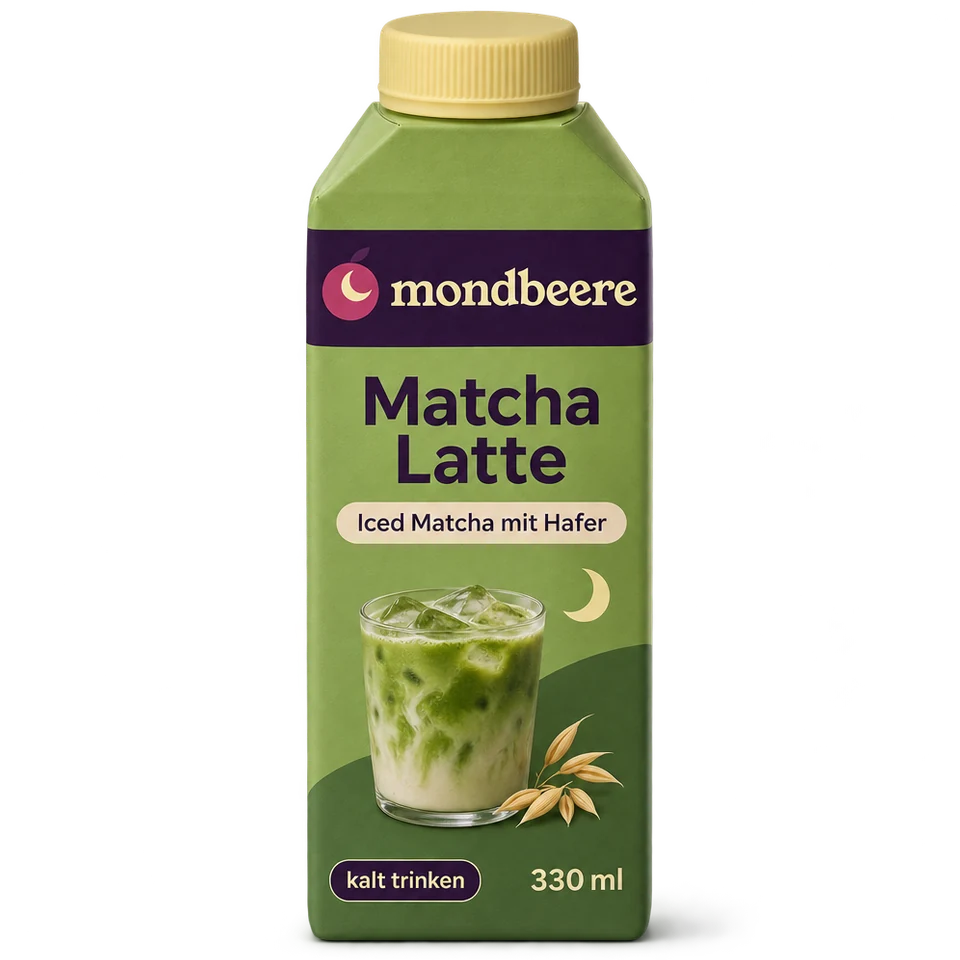 mondbeere
Matcha
Latte
Iced Matcha mit Hafer
kalt trinken
330 ml